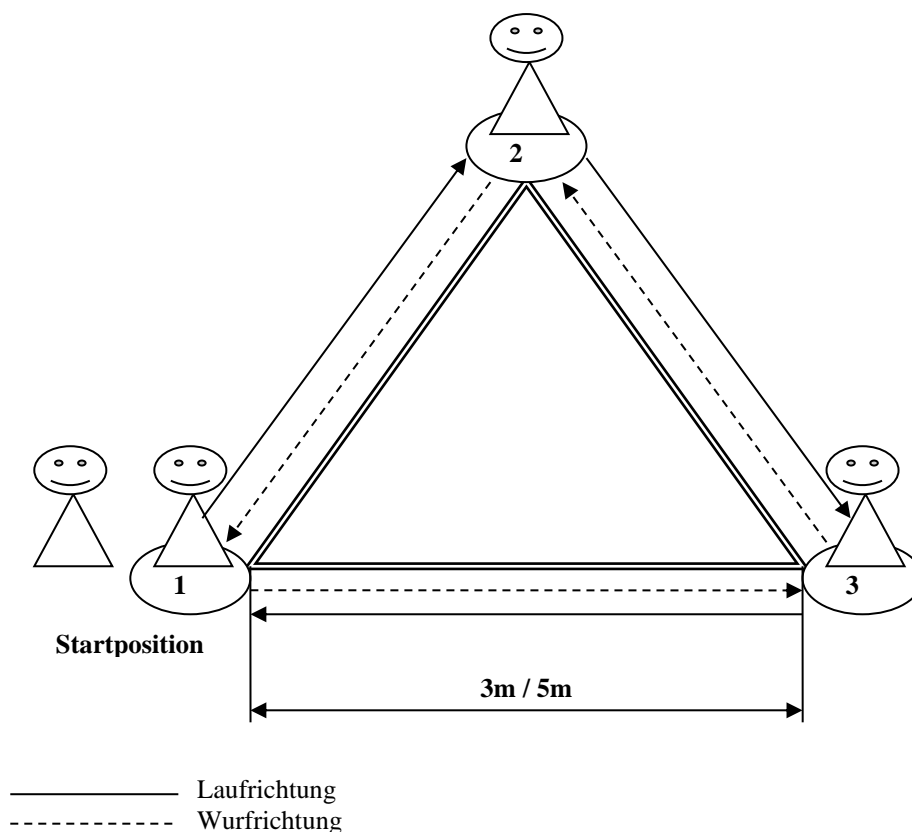 2
1
3
Startposition
3m / 5m
Laufrichtung
Wurfrichtung